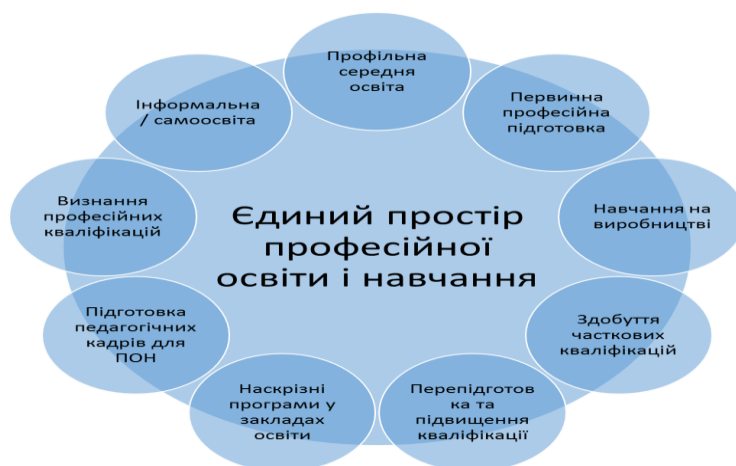 Профільна
середня
освіта
Первинна
професійна
підготовка
Навчання на
виробництві
Здобуття
часткових
кваліфікацій
Перепідготов
ка та
підвищення
кваліфікації
Наскрізні
програми у
закладах
освіти
Підготовка
педагогічних
кадрів для
ПОН
Визнання
професійних
кваліфікацій
Інформальна
/ самоосвіта
Єдиний простір
професійної
освіти і навчання